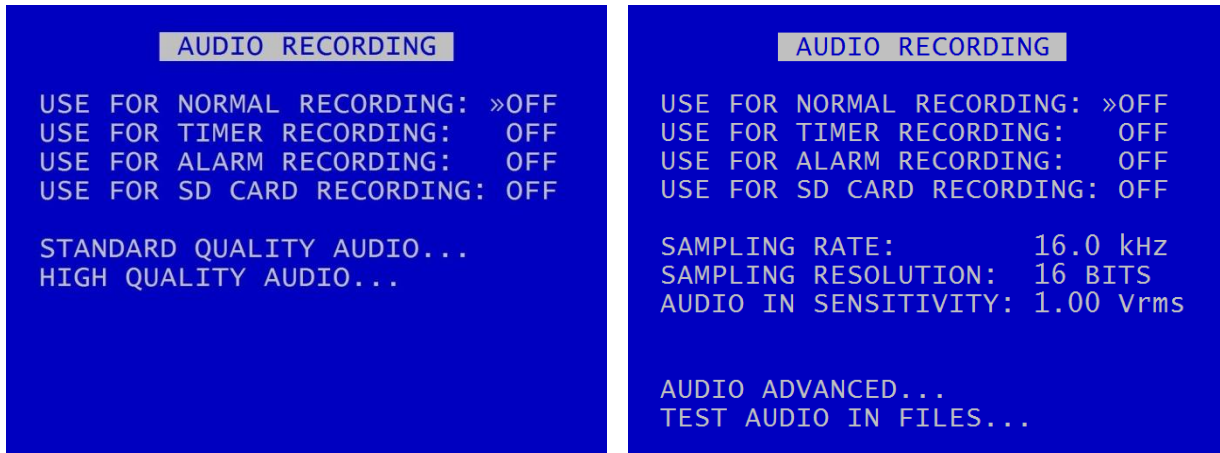 AUDIO RECORDING
USE FOR NORMAL RECORDING: »OFF
USE FOR TIMER RECORDING: OFF
USE FOR ALARM RECORDING: OFF
USE FOR SD CARD RECORDING: OFF
STANDARD QUALITY AUDIO...
HIGH QUALITY AUDIO...
AUDIO RECORDING
USE FOR NORMAL RECORDING: »OFF
USE FOR TIMER RECORDING: OFF
USE FOR ALARM RECORDING: OFF
USE FOR SD CARD RECORDING: OFF
SAMPLING RATE: 16.0 kHz
SAMPLING RESOLUTION: 16 BITS
AUDIO IN SENSITIVITY: 1.00 Vrms
AUDIO ADVANCED...
TEST AUDIO IN FILES...